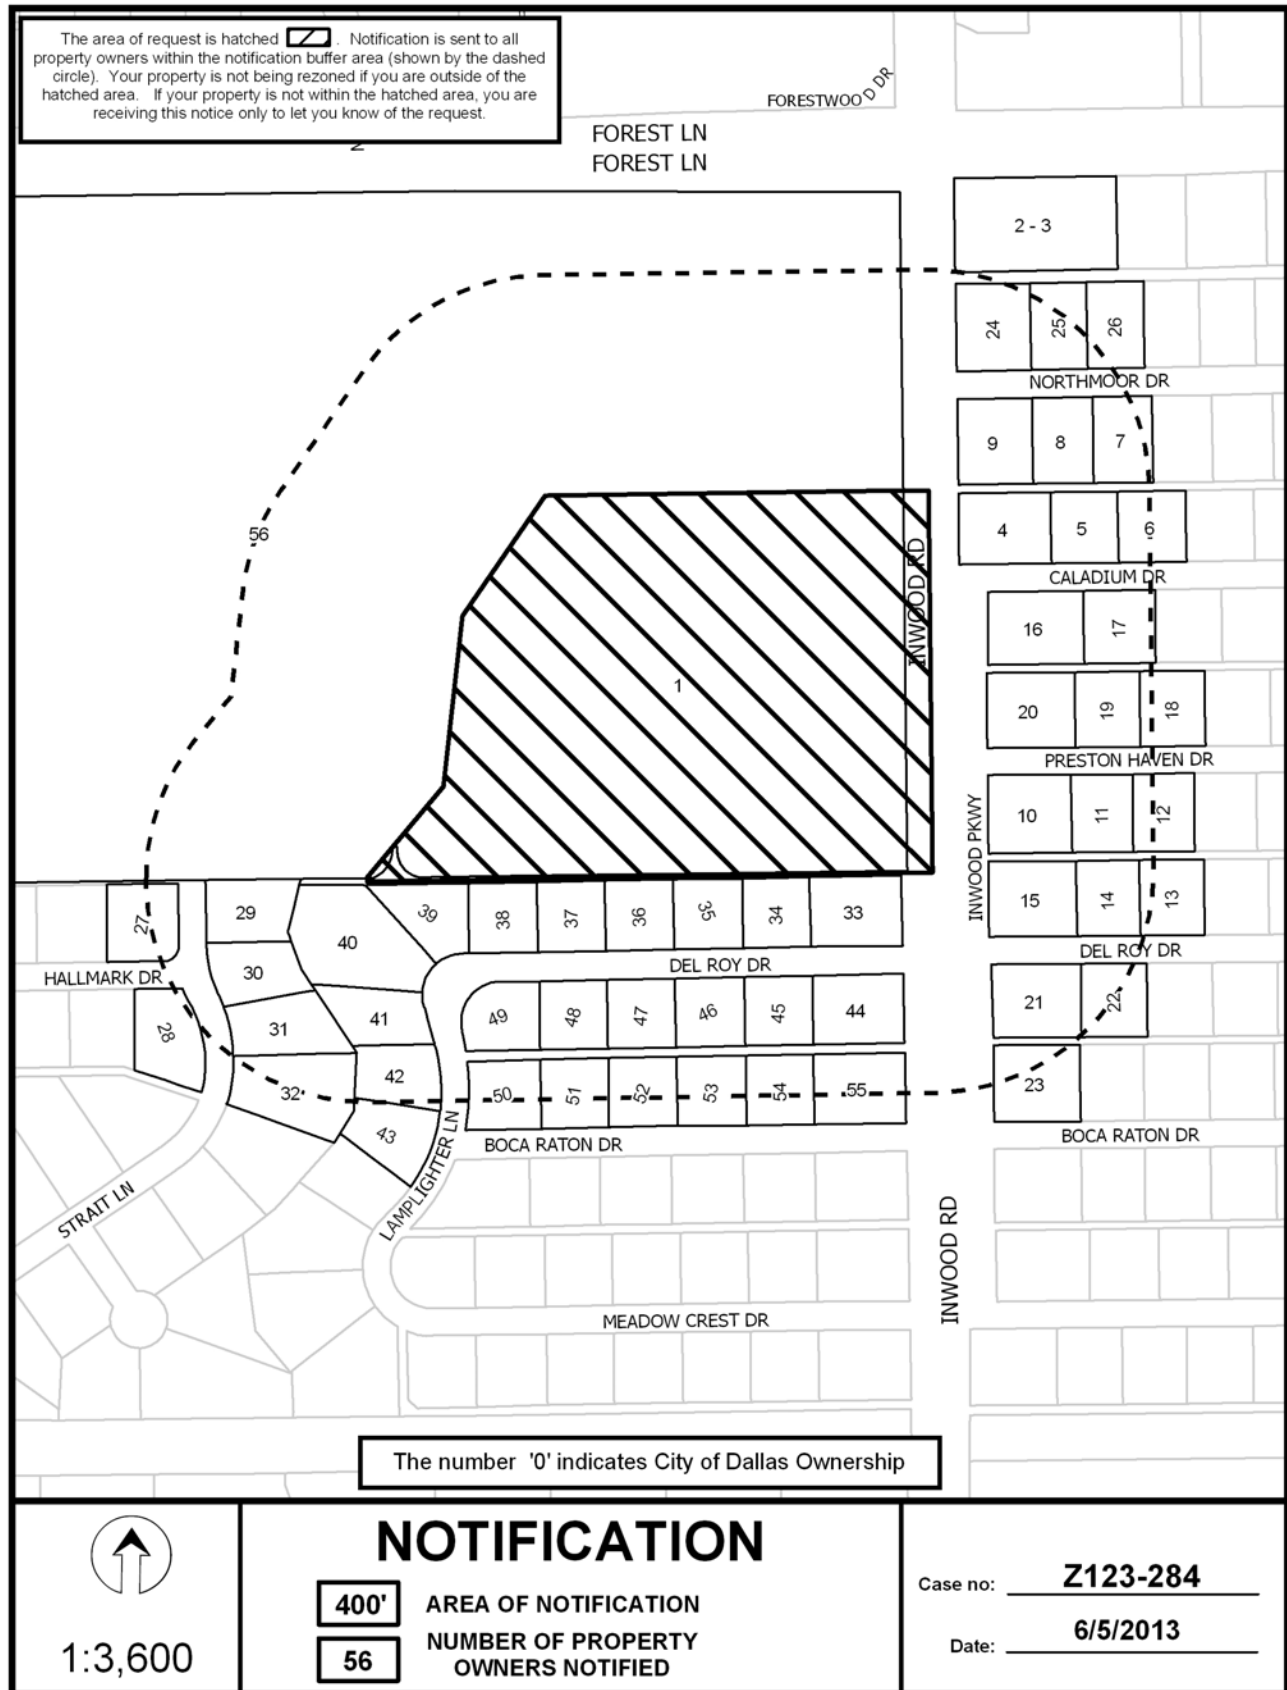 The area of request is hatched . Notification is sent to all
property owners within the notification buffer area (shown by the dashed
circle). Your property is not being rezoned if you are outside of the
hatched area. If your property is not within the hatched area, you are
receiving this notice only to let you know of the request.
FORESTWOOD DR
FOREST LN
FOREST LN
2 - 3
24
25
26
NORTHMOOR DR
9
8
7
56
4
5
6
INWOOD RD
CALADIUM DR
16
17
1
20
19
18
PRESTON HAVEN DR
INWOOD PKWY
10
11
12
15
14
13
27
29
40
39
38
37
36
35
34
33
DEL ROY DR
DEL ROY DR
HALLMARK DR
30
28
31
41
49
48
47
46
45
44
21
22
32
42
43
50
51
52
53
54
55
23
LAMPLIGHTER LN
BOCA RATON DR
BOCA RATON DR
STRAIT LN
INWOOD RD
MEADOW CREST DR
The number '0' indicates City of Dallas Ownership
1:3,600
NOTIFICATION
400' AREA OF NOTIFICATION
56 NUMBER OF PROPERTY
OWNERS NOTIFIED
Case no: Z123-284
Date: 6/5/2013